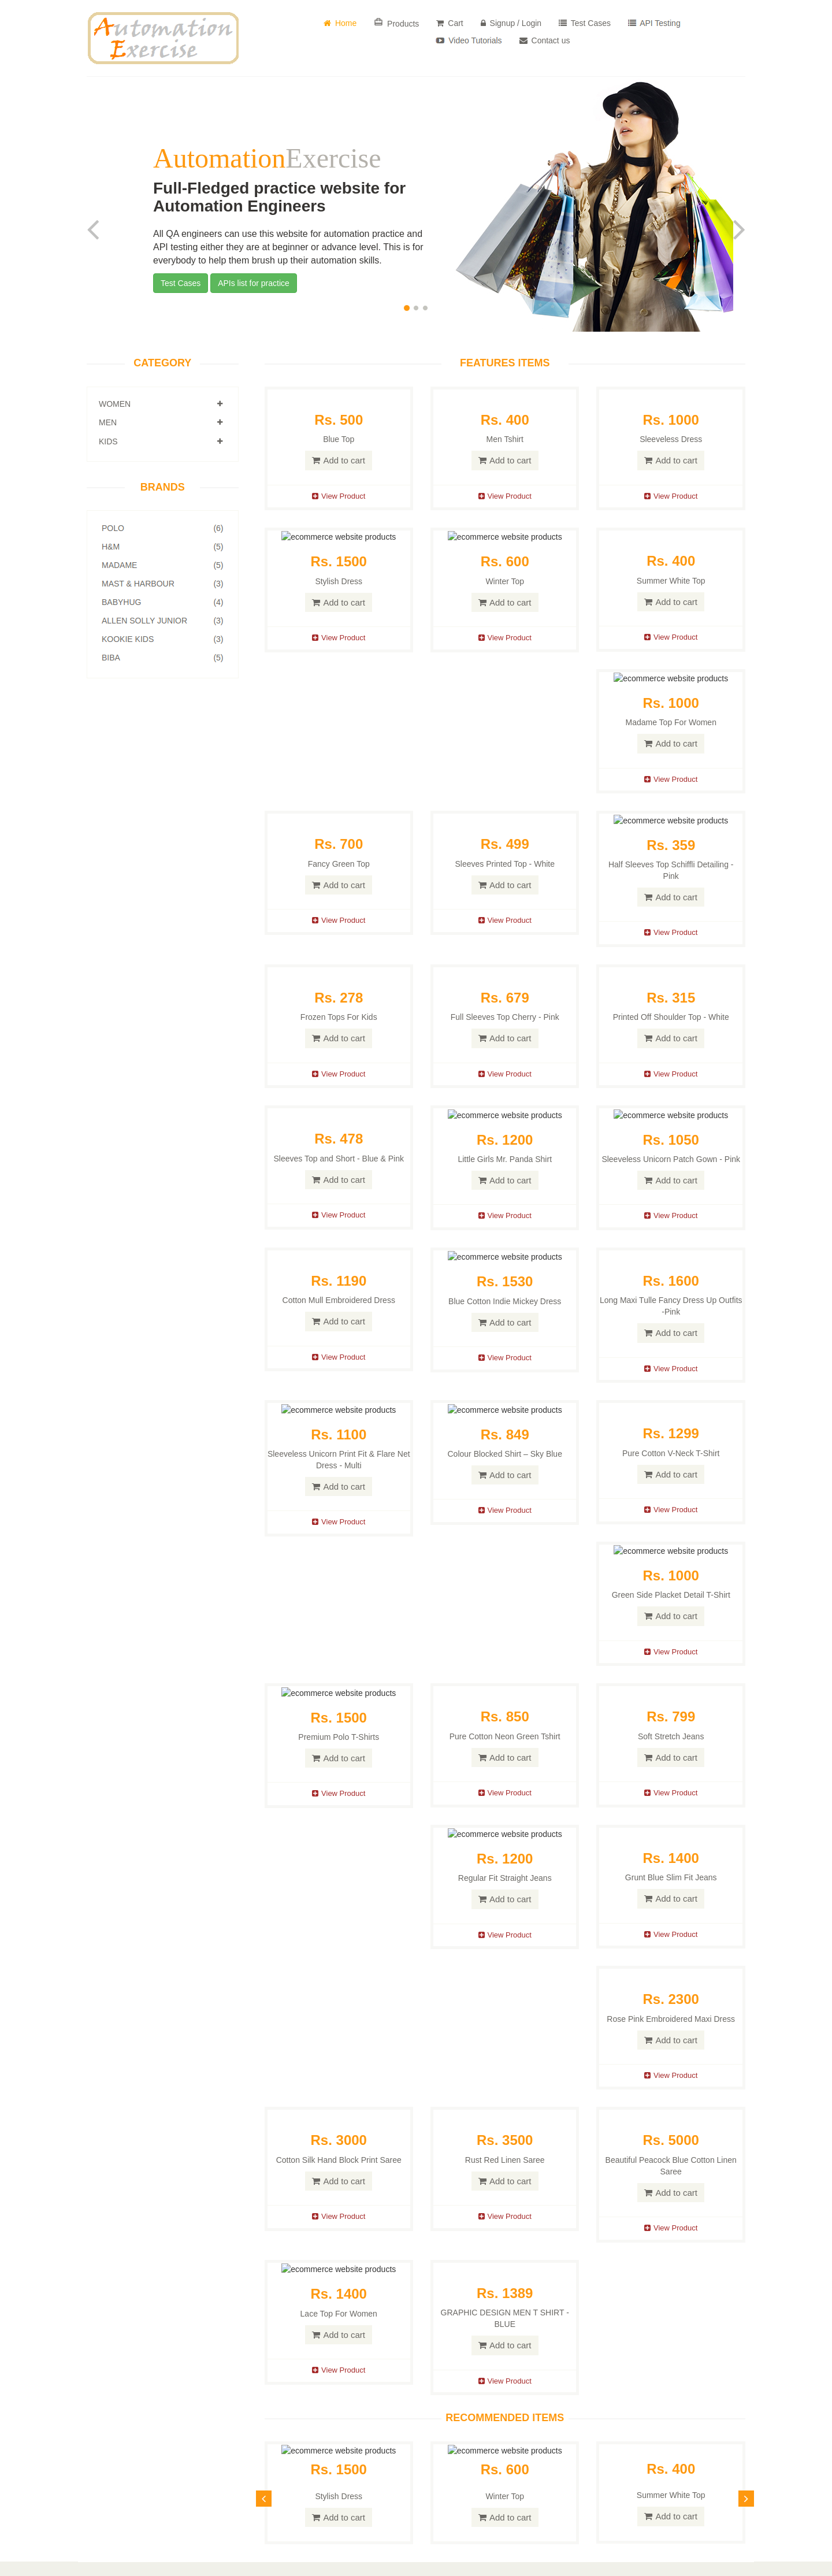 Automation
Exercise
Home Products Cart Signup / Login Test Cases API Testing
Video Tutorials Contact us
AutomationExercise
Full-Fledged practice website for
Automation Engineers
All QA engineers can use this website for automation practice and
API testing either they are at beginner or advance level. This is for
everybody to help them brush up their automation skills.
Test Cases APIs list for practice
CATEGORY
WOMEN
MEN
KIDS
BRANDS
POLO (6)
H&M (5)
MADAME (5)
MAST & HARBOUR (3)
BABYHUG (4)
ALLEN SOLLY JUNIOR (3)
KOOKIE KIDS (3)
BIBA (5)
FEATURES ITEMS
Rs. 500
Blue Top
Add to cart
View Product
Rs. 400
Men Tshirt
Add to cart
View Product
Rs. 1000
Sleeveless Dress
Add to cart
View Product
ecommerce website products
Rs. 1500
Stylish Dress
Add to cart
View Product
ecommerce website products
Rs. 600
Winter Top
Add to cart
View Product
Rs. 400
Summer White Top
Add to cart
View Product
ecommerce website products
Rs. 1000
Madame Top For Women
Add to cart
View Product
Rs. 700
Fancy Green Top
Add to cart
View Product
Rs. 499
Sleeves Printed Top - White
Add to cart
View Product
ecommerce website products
Rs. 359
Half Sleeves Top Schiffli Detailing -
Pink
Add to cart
View Product
Rs. 278
Frozen Tops For Kids
Add to cart
View Product
Rs. 679
Full Sleeves Top Cherry - Pink
Add to cart
View Product
Rs. 315
Printed Off Shoulder Top - White
Add to cart
View Product
Rs. 478
Sleeves Top and Short - Blue & Pink
Add to cart
View Product
ecommerce website products
Rs. 1200
Little Girls Mr. Panda Shirt
Add to cart
View Product
ecommerce website products
Rs. 1050
Sleeveless Unicorn Patch Gown - Pink
Add to cart
View Product
Rs. 1190
Cotton Mull Embroidered Dress
Add to cart
View Product
ecommerce website products
Rs. 1530
Blue Cotton Indie Mickey Dress
Add to cart
View Product
Rs. 1600
Long Maxi Tulle Fancy Dress Up Outfits
-Pink
Add to cart
View Product
ecommerce website products
Rs. 1100
Sleeveless Unicorn Print Fit & Flare Net
Dress - Multi
Add to cart
View Product
ecommerce website products
Rs. 849
Colour Blocked Shirt – Sky Blue
Add to cart
View Product
Rs. 1299
Pure Cotton V-Neck T-Shirt
Add to cart
View Product
ecommerce website products
Rs. 1000
Green Side Placket Detail T-Shirt
Add to cart
View Product
ecommerce website products
Rs. 1500
Premium Polo T-Shirts
Add to cart
View Product
Rs. 850
Pure Cotton Neon Green Tshirt
Add to cart
View Product
Rs. 799
Soft Stretch Jeans
Add to cart
View Product
ecommerce website products
Rs. 1200
Regular Fit Straight Jeans
Add to cart
View Product
Rs. 1400
Grunt Blue Slim Fit Jeans
Add to cart
View Product
Rs. 2300
Rose Pink Embroidered Maxi Dress
Add to cart
View Product
Rs. 3000
Cotton Silk Hand Block Print Saree
Add to cart
View Product
Rs. 3500
Rust Red Linen Saree
Add to cart
View Product
Rs. 5000
Beautiful Peacock Blue Cotton Linen
Saree
Add to cart
View Product
ecommerce website products
Rs. 1400
Lace Top For Women
Add to cart
View Product
Rs. 1389
GRAPHIC DESIGN MEN T SHIRT -
BLUE
Add to cart
View Product
RECOMMENDED ITEMS
ecommerce website products
Rs. 1500
Stylish Dress
Add to cart
ecommerce website products
Rs. 600
Winter Top
Add to cart
Rs. 400
Summer White Top
Add to cart